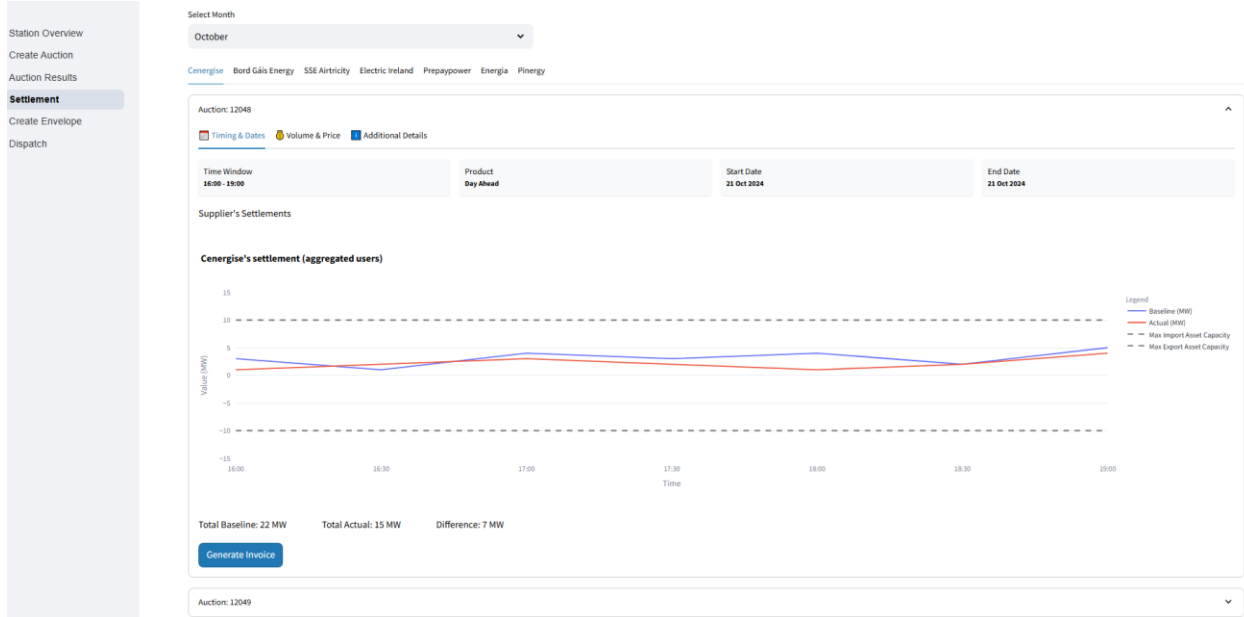 Station Overview
Create Auction
Auction Results
Settlement
Create Envelope
Dispatch
Select Month
October
Cenergise Bord Gáis Energy SSE Airtricity Electric Ireland Prepaypower Energia Pinergy
Auction: 12048
Timing & Dates Volume & Price Additional Details
Time Window Product Start Date End Date
16:00 - 19:00 Day Ahead 21 Oct 2024 21 Oct 2024
Supplier's Settlements
Cenergise's settlement (aggregated users)
15
10
5
0
−5
−10
−15
Value (MW)
16:00 16:30 17:00 17:30 18:00 18:30 19:00
Time
Legend
Baseline (MW)
Actual (MW)
Max Import Asset Capacity
Max Export Asset Capacity
Total Baseline: 22 MW Total Actual: 15 MW Difference: 7 MW
Generate Invoice
Auction: 12049